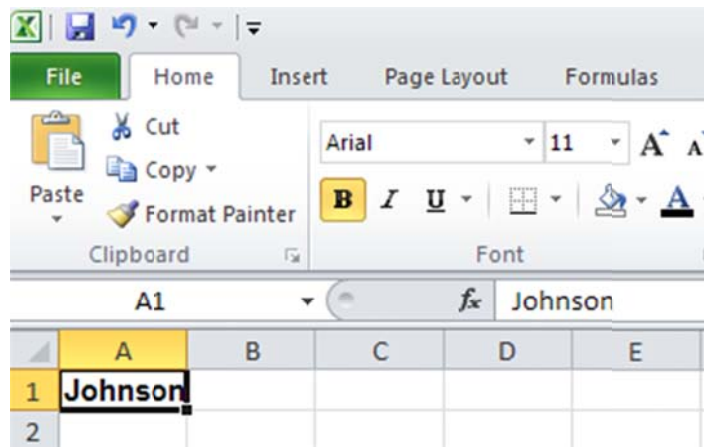 File Home Insert Page Layout Formulas
Cut
Copy
Format Painter
Paste
Clipboard
Arial 11 A A
B I U A
Font
A1 fx Johnson
A B C D E
1 Johnson
2